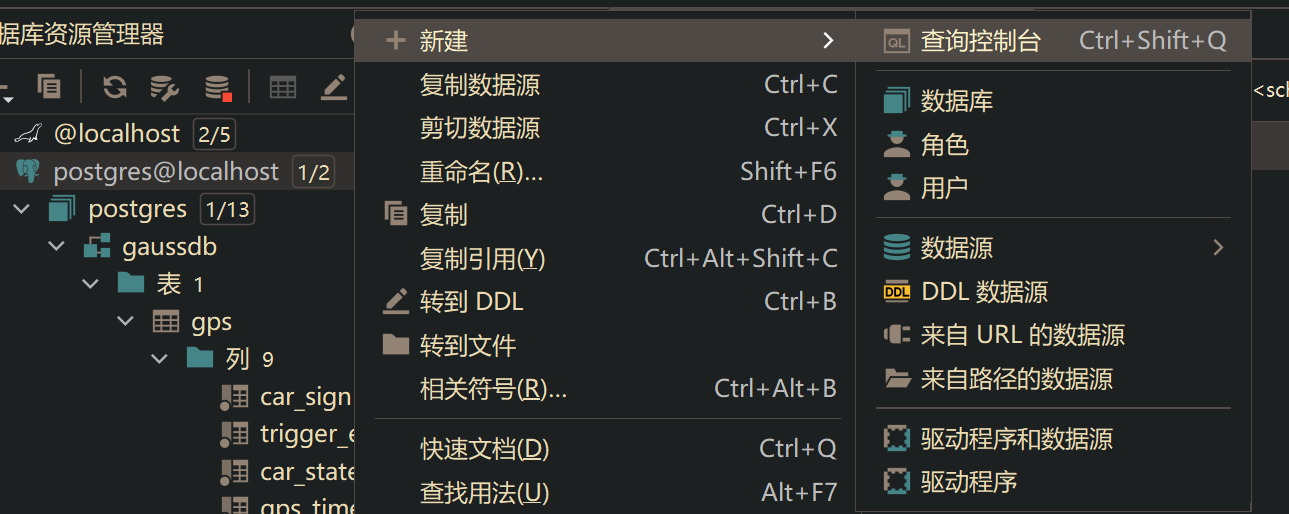 据库资源管理器
@localhost 2/5
postgres@localhost 1/2
postgres 1/13
gaussdb
表 1
gps
列 9
car_sign
trigger_e
car_state
gps_time
新建
复制数据源 Ctrl+C
剪切数据源 Ctrl+X
重命名(R)... Shift+F6
复制 Ctrl+D
复制引用(Y) Ctrl+Alt+Shift+C
转到 DDL Ctrl+B
转到文件
相关符号(R)... Ctrl+Alt+B
快速文档(D) Ctrl+Q
查找用法(U) Alt+F7
QL 查询控制台 Ctrl+Shift+Q
数据库
角色
用户
数据源
DDL DDL 数据源
来自 URL 的数据源
来自路径的数据源
驱动程序和数据源
驱动程序
<sch